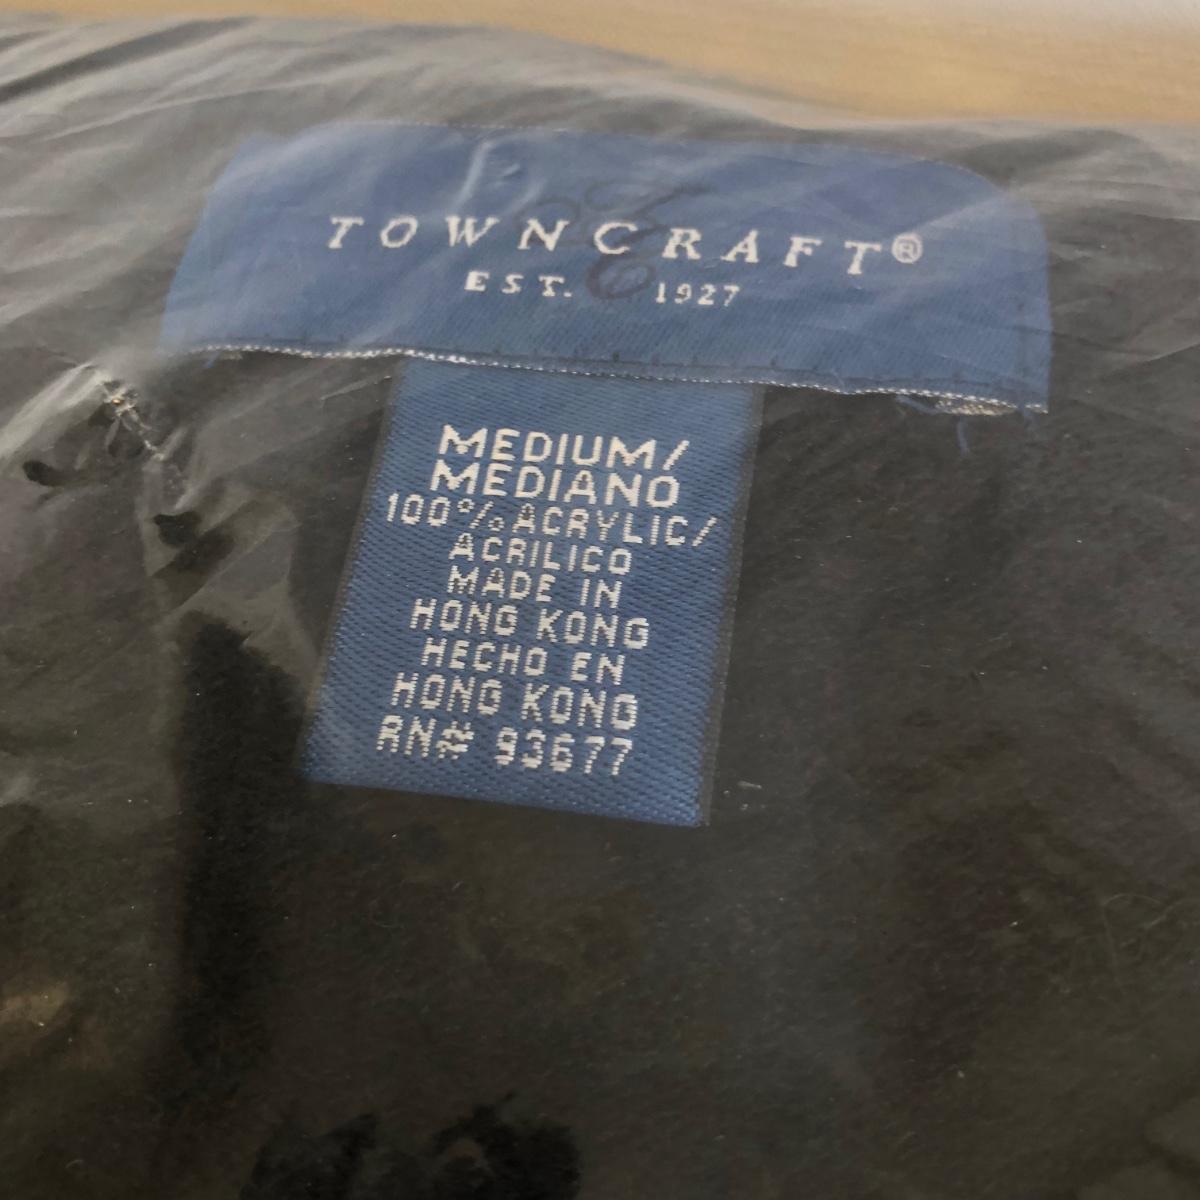 TOWNCRAFT®
EST. 1927
MEDIUM/
MEDIANO
100% ACRYLIC/
ACRILICO
MADE IN
HONG KONG
HECHO EN
HONG KONG
RN# 93677